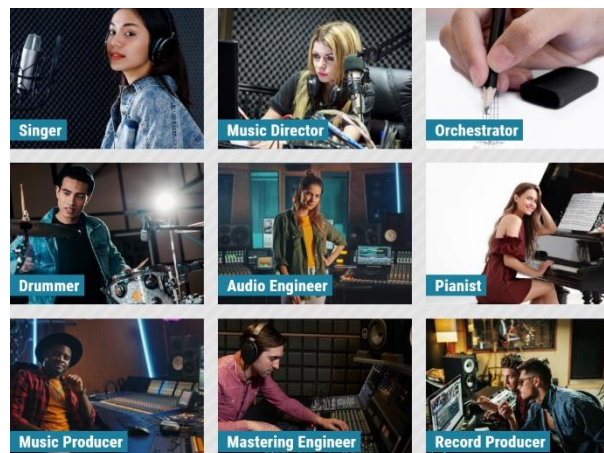 Singer
Music Director
Orchestrator
Drummer
Audio Engineer
Pianist
Music Producer
Mastering Engineer
Record Producer